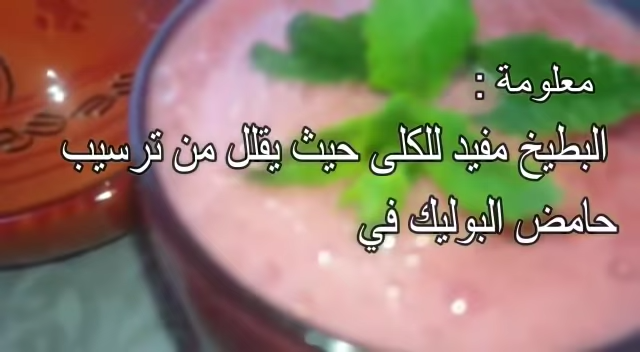 معلومة :
البطيخ مفيد للكلى حيث يقلل من ترسيب
حامض البوليك في